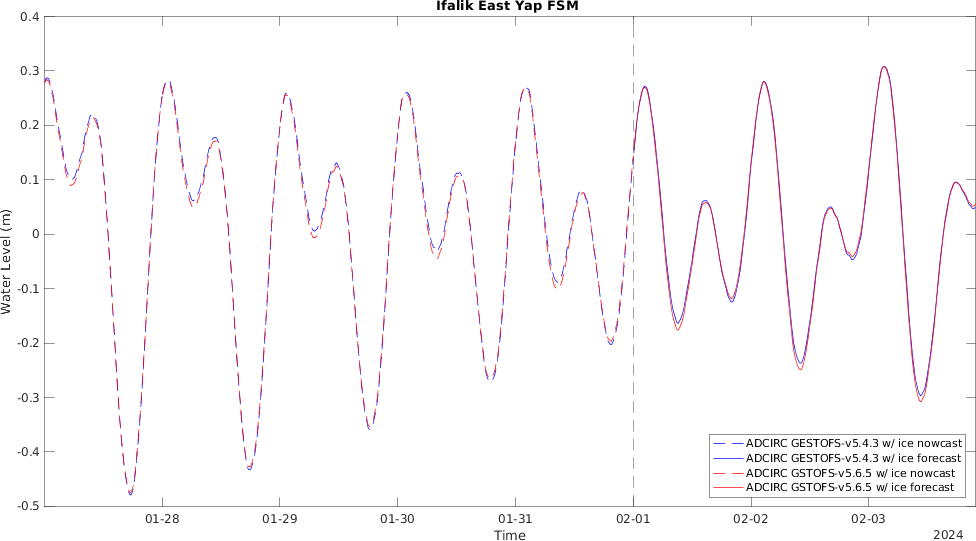 Ifalik East Yap FSM
0.4
0.3
0.2
0.1
0
-0.1
-0.2
-0.3
-0.4
-0.5
Water Level (m)
ADCIRC GESTOFS-v5.4.3 w/ ice nowcast
ADCIRC GESTOFS-v5.4.3 w/ ice forecast
ADCIRC GSTOFS-v5.6.5 w/ ice nowcast
ADCIRC GSTOFS-v5.6.5 w/ ice forecast
01-28 01-29 01-30 01-31 02-01 02-02 02-03
Time
2024